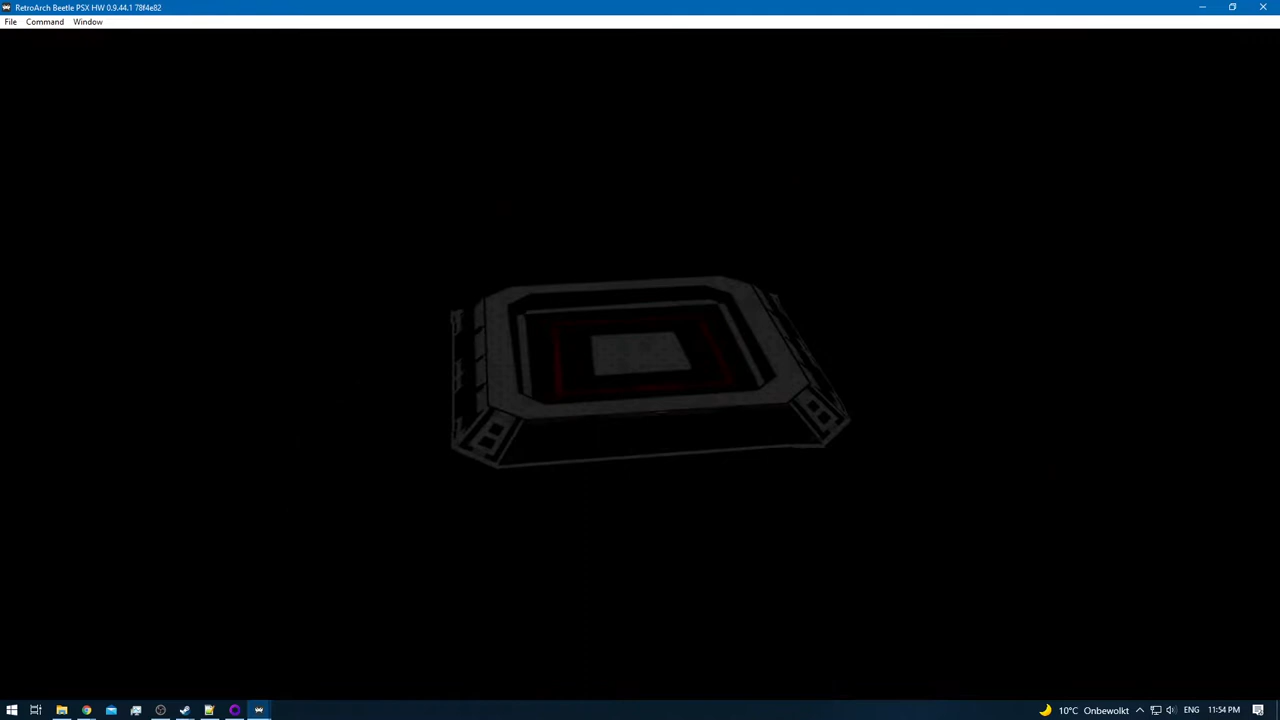 RetroArch Beetle PSX HW 0.9.44.1 78f4e82
File Command Window
10°C Onbewolkt ENG 11:54 PM